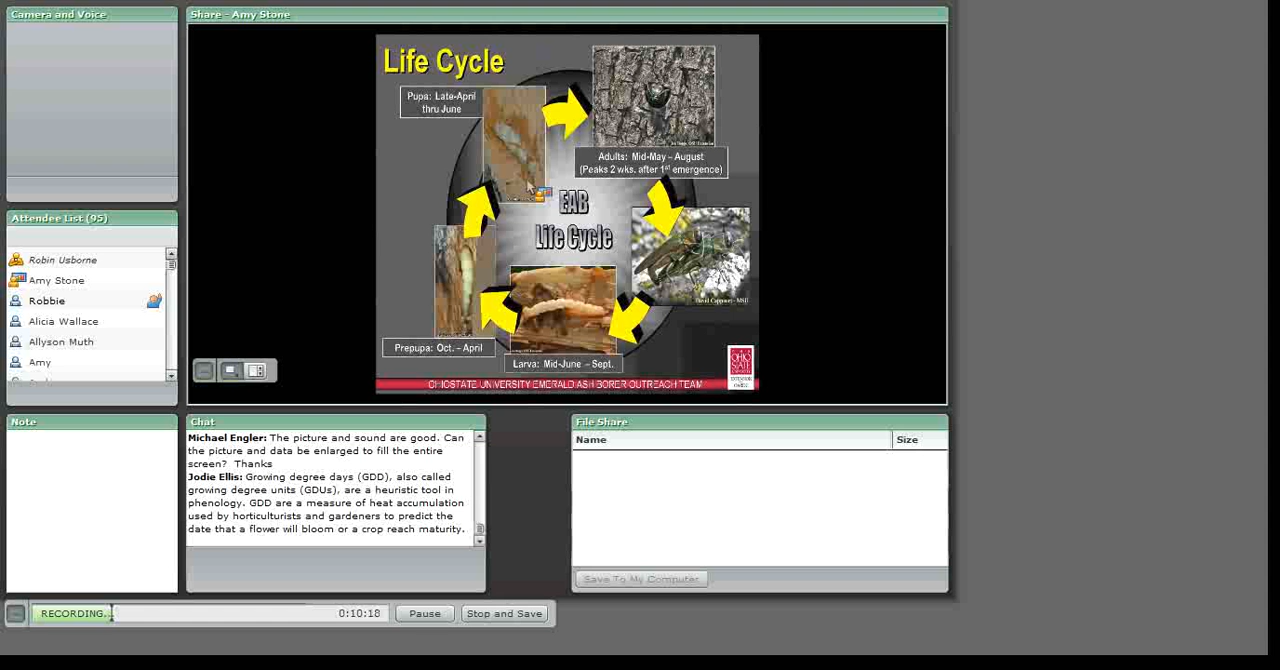 Camera and Voice
Share - Amy Stone
Life Cycle
Pupa: Late-April
thru June
Adults: Mid-May - August
(Peaks 2 wks. after 1st emergence)
EAB
Life Cycle
David Cappaert - MSU
Prepupa: Oct. - April
Larva: Mid-June - Sept.
OHIO
STATE
EXTENSION
OHIO STATE UNIVERSITY EMERALD ASH BORER OUTREACH TEAM
Attendee List (95)
Robin Usborne
Amy Stone
Robbie
Alicia Wallace
Allyson Muth
Amy
Note
Chat
Michael Engler: The picture and sound are good. Can
the picture and data be enlarged to fill the entire
screen? Thanks
Jodie Ellis: Growing degree days (GDD), also called
growing degree units (GDUs), are a heuristic tool in
phenology. GDD are a measure of heat accumulation
used by horticulturists and gardeners to predict the
date that a flower will bloom or a crop reach maturity.
File Share
Name
Size
Save To My Computer
RECORDING...
0:10:18
Pause
Stop and Save